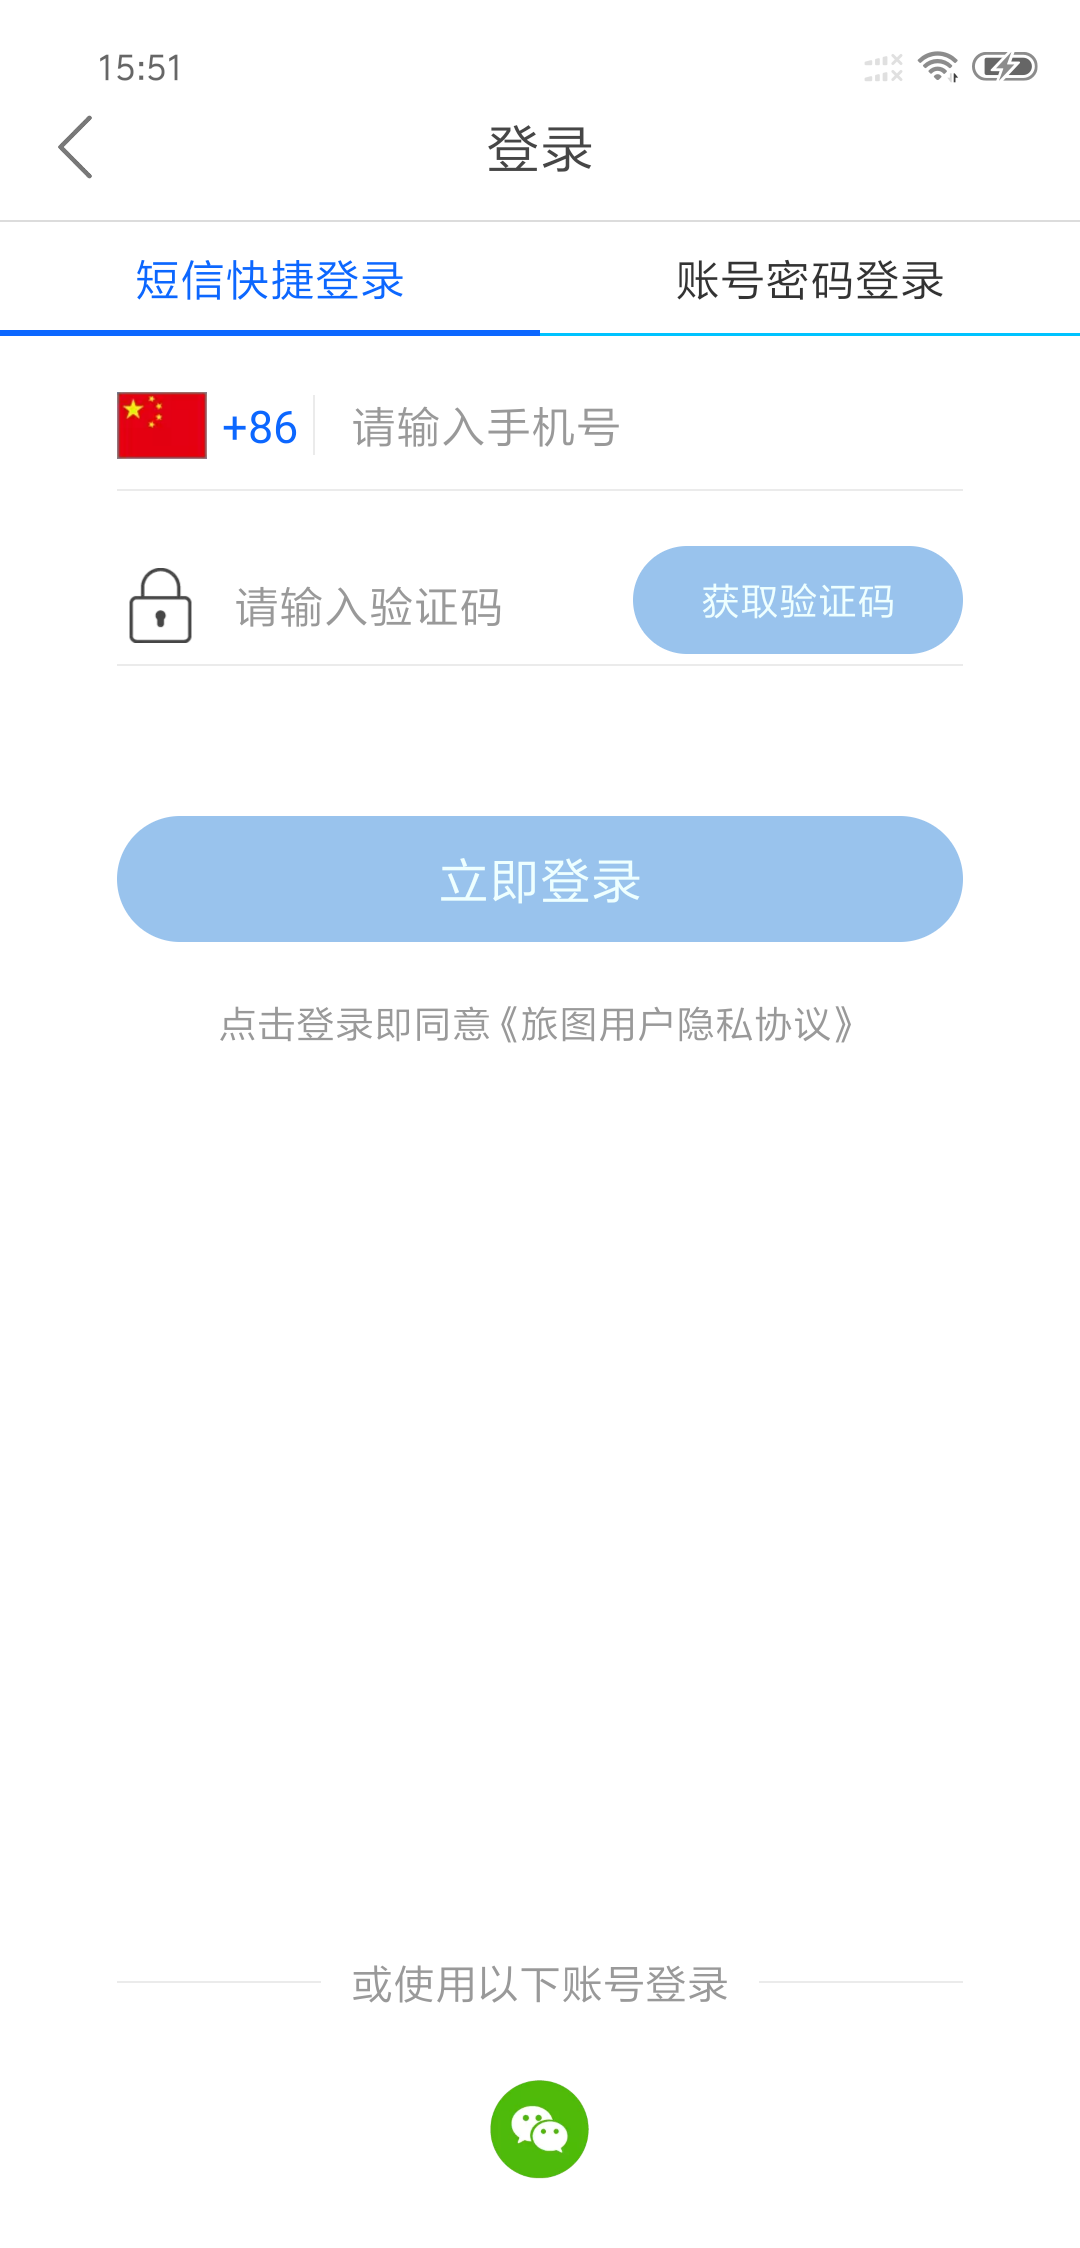 15:51
登录
短信快捷登录 账号密码登录
+86 请输入手机号
请输入验证码 获取验证码
立即登录
点击登录即同意《旅图用户隐私协议》
或使用以下账号登录